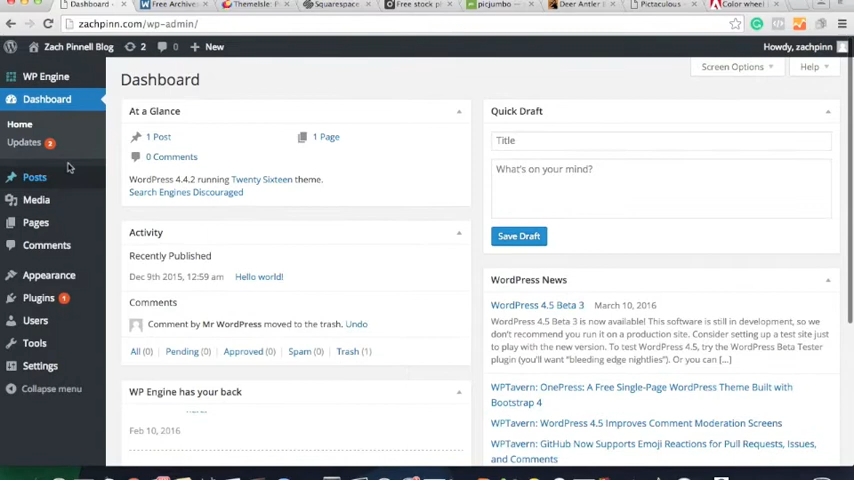 Dashboard -
Free Archive
ThemeIsle:
Squarespace
Free stock p
picjumbo:
Deer Antler
Pictaculous
Color wheel
zachpinn.com/wp-admin/
Zach Pinnell Blog
2
0
New
Howdy, zachpinn
WP Engine
Dashboard
Home
Updates 2
Posts
Media
Pages
Comments
Appearance
Plugins 1
Users
Tools
Settings
Collapse menu
Dashboard
Screen Options
Help
At a Glance
1 Post
1 Page
0 Comments
WordPress 4.4.2 running Twenty Sixteen theme.
Search Engines Discouraged
Activity
Recently Published
Dec 9th 2015, 12:59 am
Hello world!
Comments
Comment by Mr WordPress moved to the trash. Undo
All (0) | Pending (0) | Approved (0) | Spam (0) | Trash (1)
WP Engine has your back
Feb 10, 2016
Quick Draft
Title
What's on your mind?
Save Draft
WordPress News
WordPress 4.5 Beta 3 March 10, 2016
WordPress 4.5 Beta 3 is now available! This software is still in development, so we
don't recommend you run it on a production site. Consider setting up a test site just
to play with the new version. To test WordPress 4.5, try the WordPress Beta Tester
plugin (you'll want "bleeding edge nightlies"). Or you can [...]
WPTavern: OnePress: A Free Single-Page WordPress Theme Built with
Bootstrap 4
WPTavern: WordPress 4.5 Improves Comment Moderation Screens
WPTavern: GitHub Now Supports Emoji Reactions for Pull Requests, Issues,
and Comments